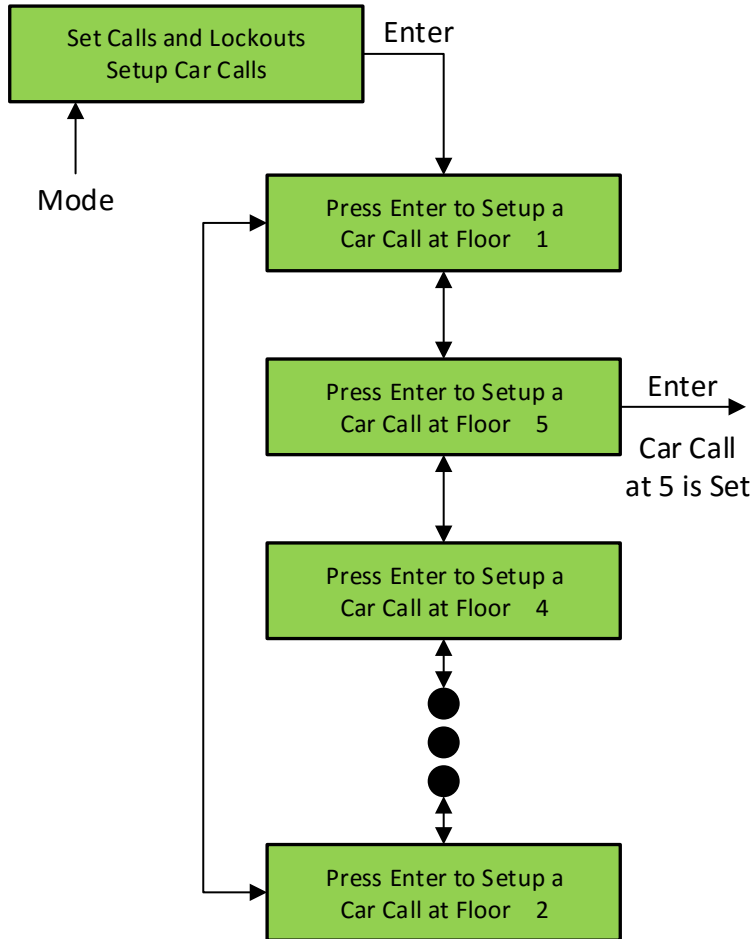 Set Calls and Lockouts
Setup Car Calls
Enter
Mode
Press Enter to Setup a
Car Call at Floor 1
Press Enter to Setup a
Car Call at Floor 5
Enter
Car Call
at 5 is Set
Press Enter to Setup a
Car Call at Floor 4
Press Enter to Setup a
Car Call at Floor 2